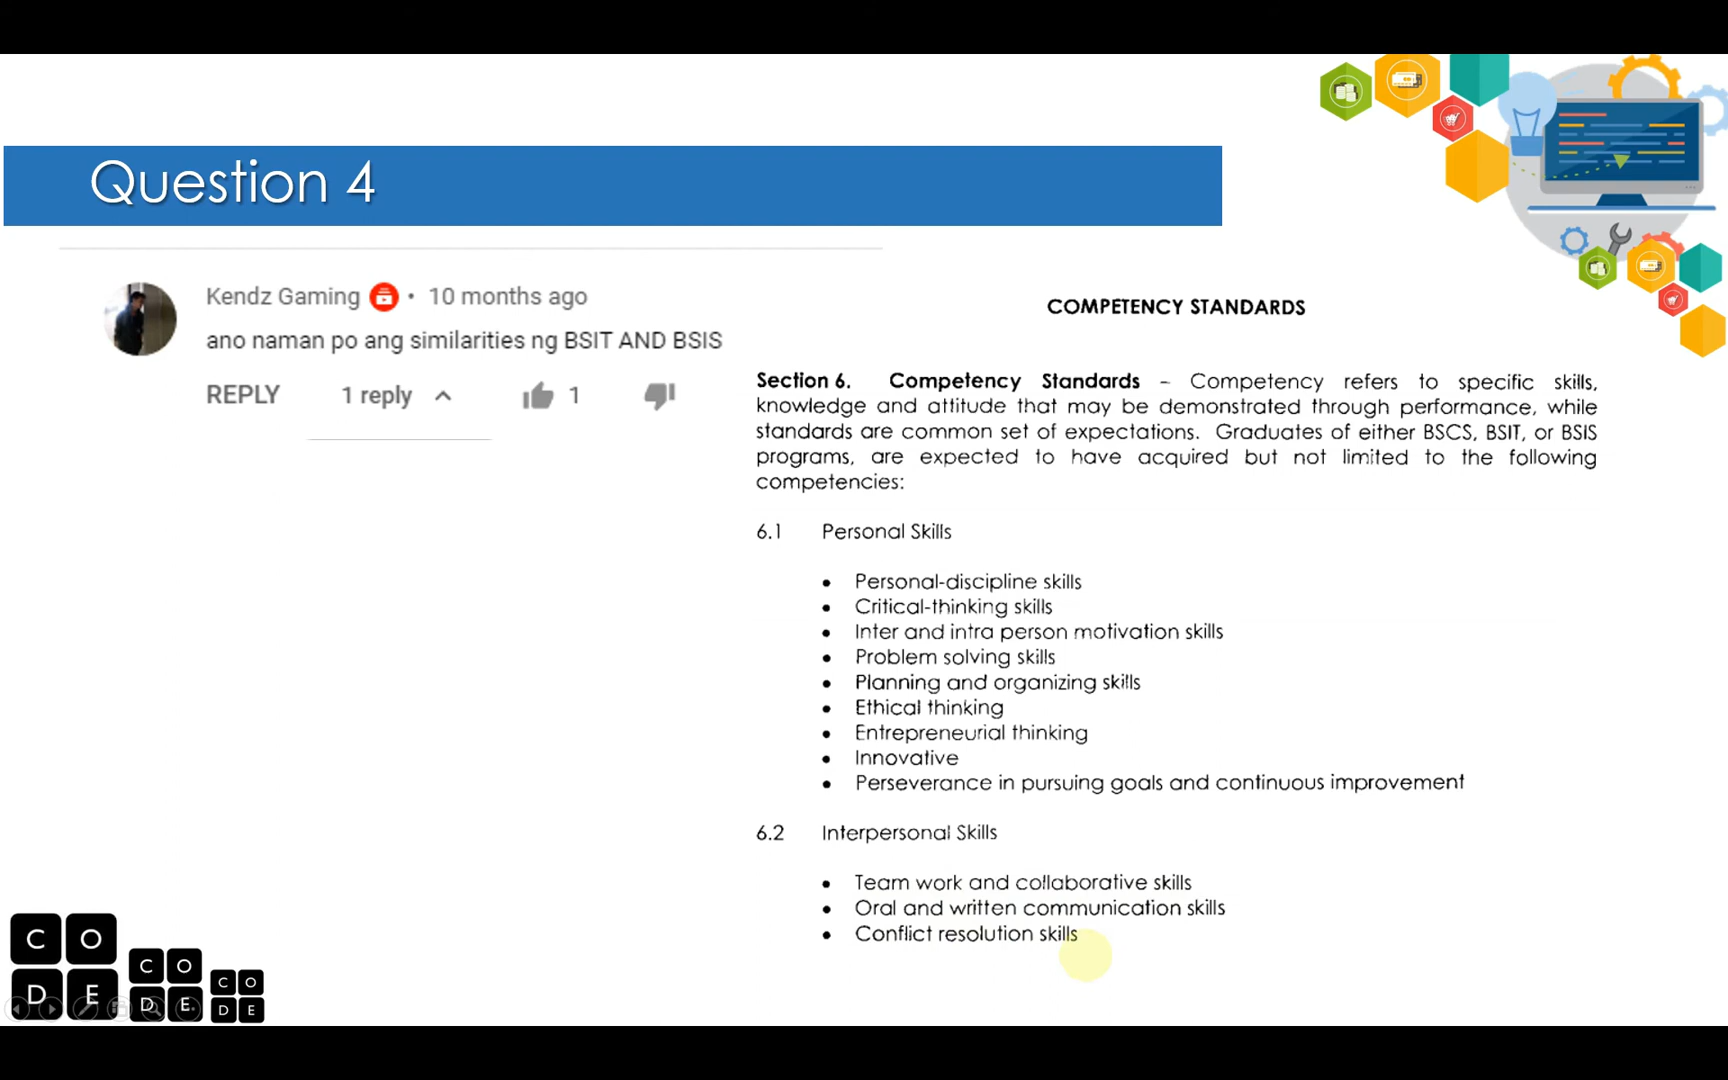 Question 4
Kendz Gaming • 10 months ago
ano naman po ang similarities ng BSIT AND BSIS
REPLY 1 reply 1
COMPETENCY STANDARDS
Section 6. Competency Standards – Competency refers to specific skills,
knowledge and attitude that may be demonstrated through performance, while
standards are common set of expectations. Graduates of either BSCS, BSIT, or BSIS
programs, are expected to have acquired but not limited to the following
competencies:
6.1 Personal Skills
• Personal-discipline skills
• Critical-thinking skills
• Inter and intra person motivation skills
• Problem solving skills
• Planning and organizing skills
• Ethical thinking
• Entrepreneurial thinking
• Innovative
• Perseverance in pursuing goals and continuous improvement
6.2 Interpersonal Skills
• Team work and collaborative skills
• Oral and written communication skills
• Conflict resolution skills
C O
D E
C O
D E
C O
D E